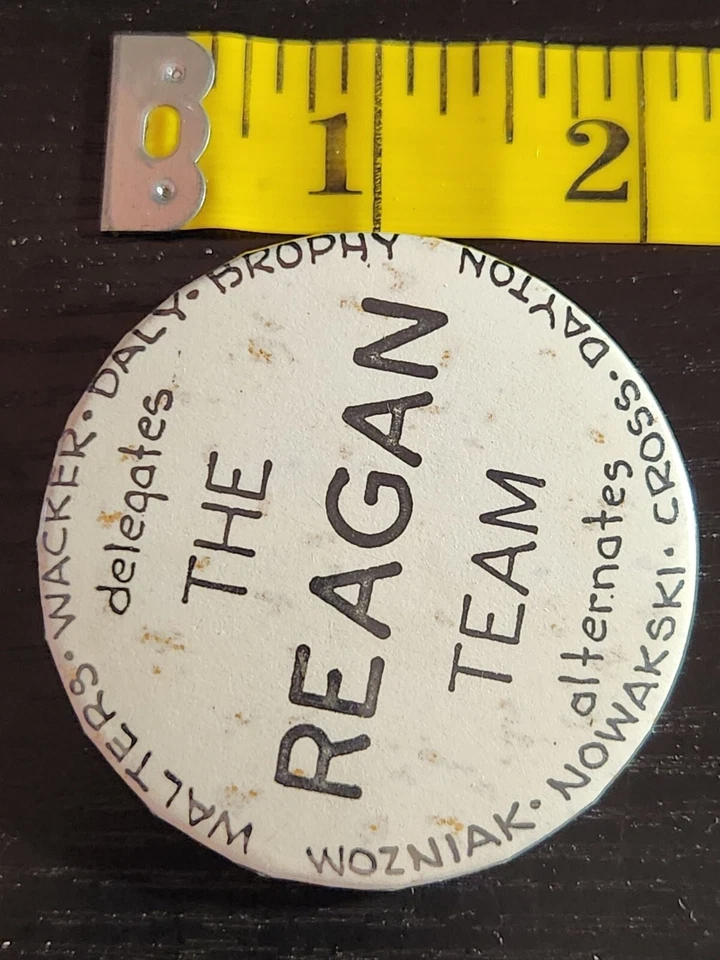 1 2
WALTERS · WACKER · DALY · BROPHY
delegates
THE
REAGAN
TEAM
alternates
WOZNIAK · NOWAKSKI · CROSS · DAYTON